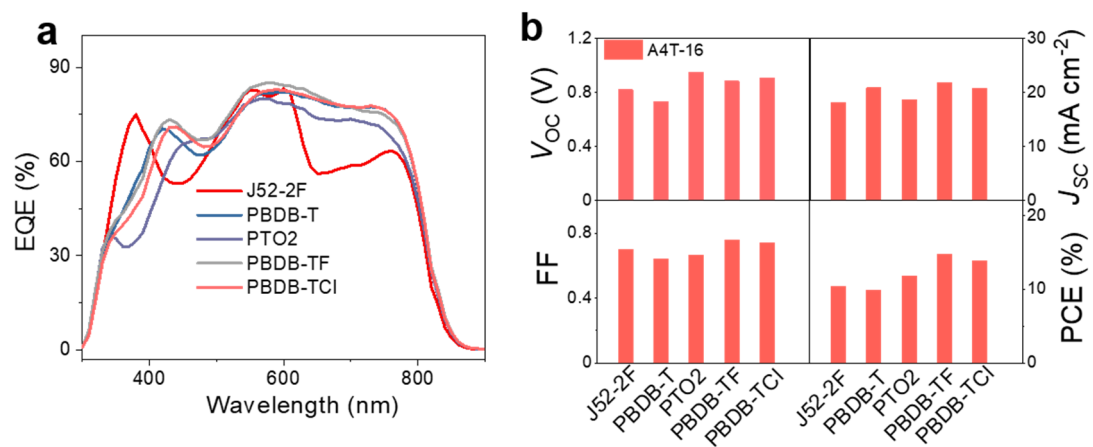 a
90
60
30
0
EQE (%)
J52-2F
PBDB-T
PTO2
PBDB-TF
PBDB-TCl
400
600
800
Wavelength (nm)
b
A4T-16
1.2
0.8
0.4
0
VOC (V)
30
20
10
0
JSC (mA cm-2)
0.8
0.4
0
FF
20
10
0
PCE (%)
J52-2F
PBDB-T
PTO2
PBDB-TF
PBDB-TCl
J52-2F
PBDB-T
PTO2
PBDB-TF
PBDB-TCl